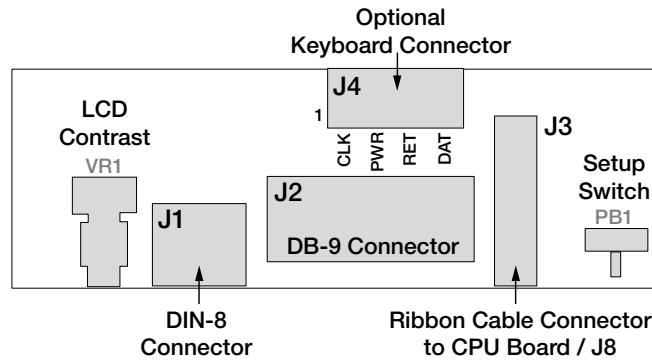 Optional
Keyboard Connector
J4
1
CLK
PWR
RET
DAT
LCD
Contrast
VR1
J3
Setup
Switch
PB1
J1
J2
DB-9 Connector
DIN-8
Connector
Ribbon Cable Connector
to CPU Board / J8